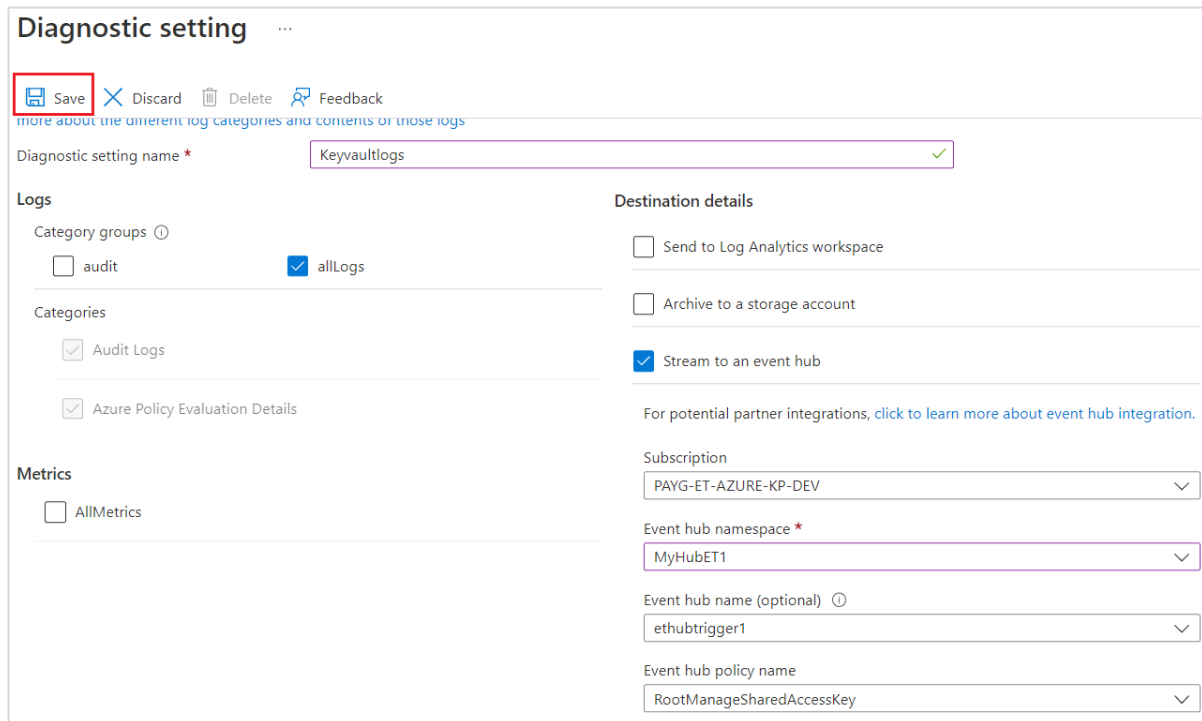 Diagnostic setting ...
Save Discard Delete Feedback
more about the different log categories and contents of those logs
Diagnostic setting name *
Keyvaultlogs
Logs
Category groups
audit
allLogs
Categories
Audit Logs
Azure Policy Evaluation Details
Metrics
AllMetrics
Destination details
Send to Log Analytics workspace
Archive to a storage account
Stream to an event hub
For potential partner integrations, click to learn more about event hub integration.
Subscription
PAYG-ET-AZURE-KP-DEV
Event hub namespace *
MyHubET1
Event hub name (optional)
ethubtrigger1
Event hub policy name
RootManageSharedAccessKey